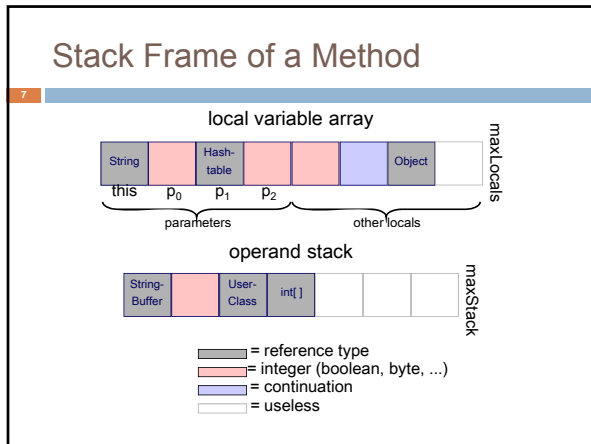 Stack Frame of a Method
7
local variable array
String
Hash-
table
Object
maxLocals
this p0 p1 p2
parameters other locals
operand stack
String-
Buffer
User-
Class
int[ ]
maxStack
= reference type
= integer (boolean, byte, ...)
= continuation
= useless